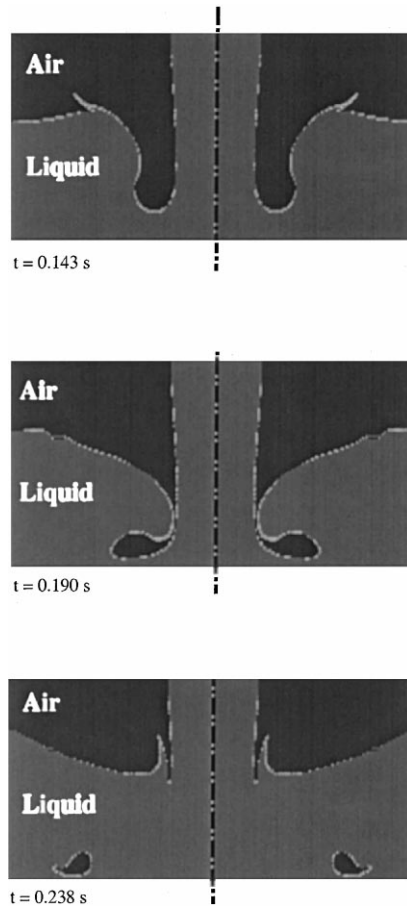 Air
Liquid
t = 0.143 s
Air
Liquid
t = 0.190 s
Air
Liquid
t = 0.238 s